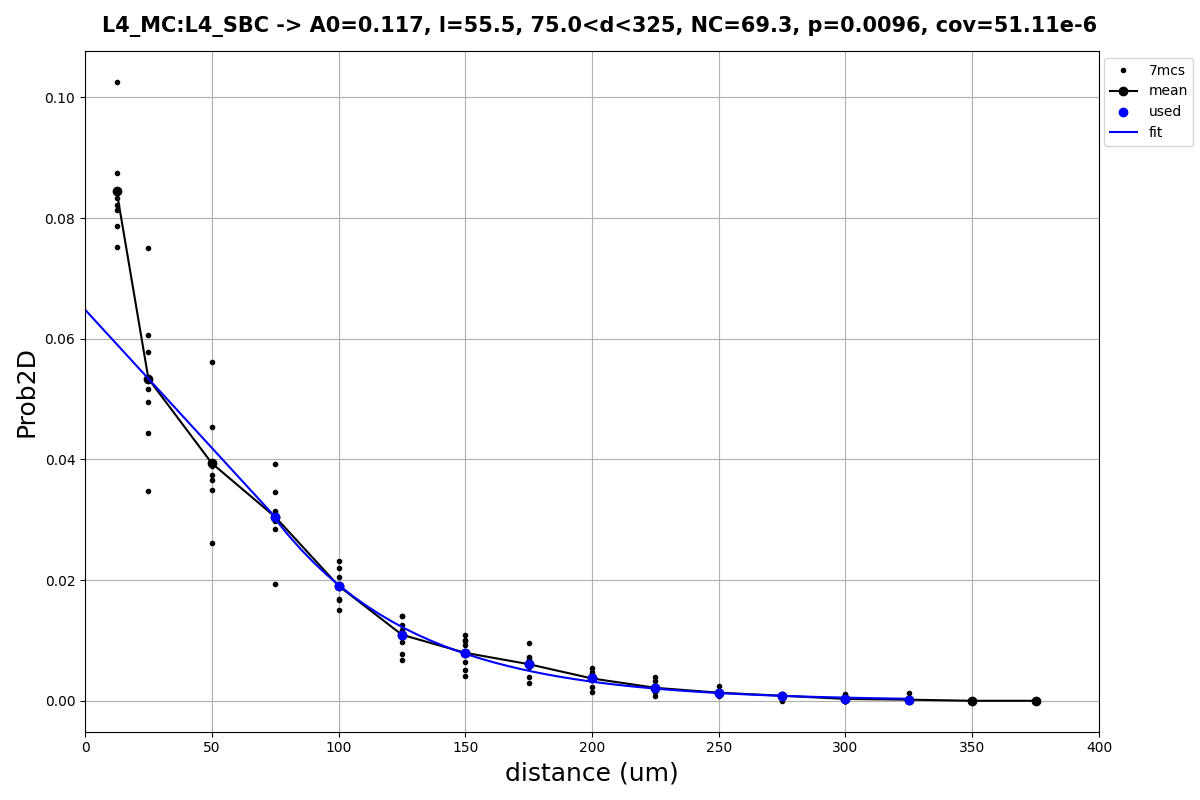 L4_MC:L4_SBC -> A0=0.117, l=55.5, 75.0<d<325, NC=69.3, p=0.0096, cov=51.11e-6
7mcs
mean
used
fit
Prob2D
0.10
0.08
0.06
0.04
0.02
0.00
0 50 100 150 200 250 300 350 400
distance (um)